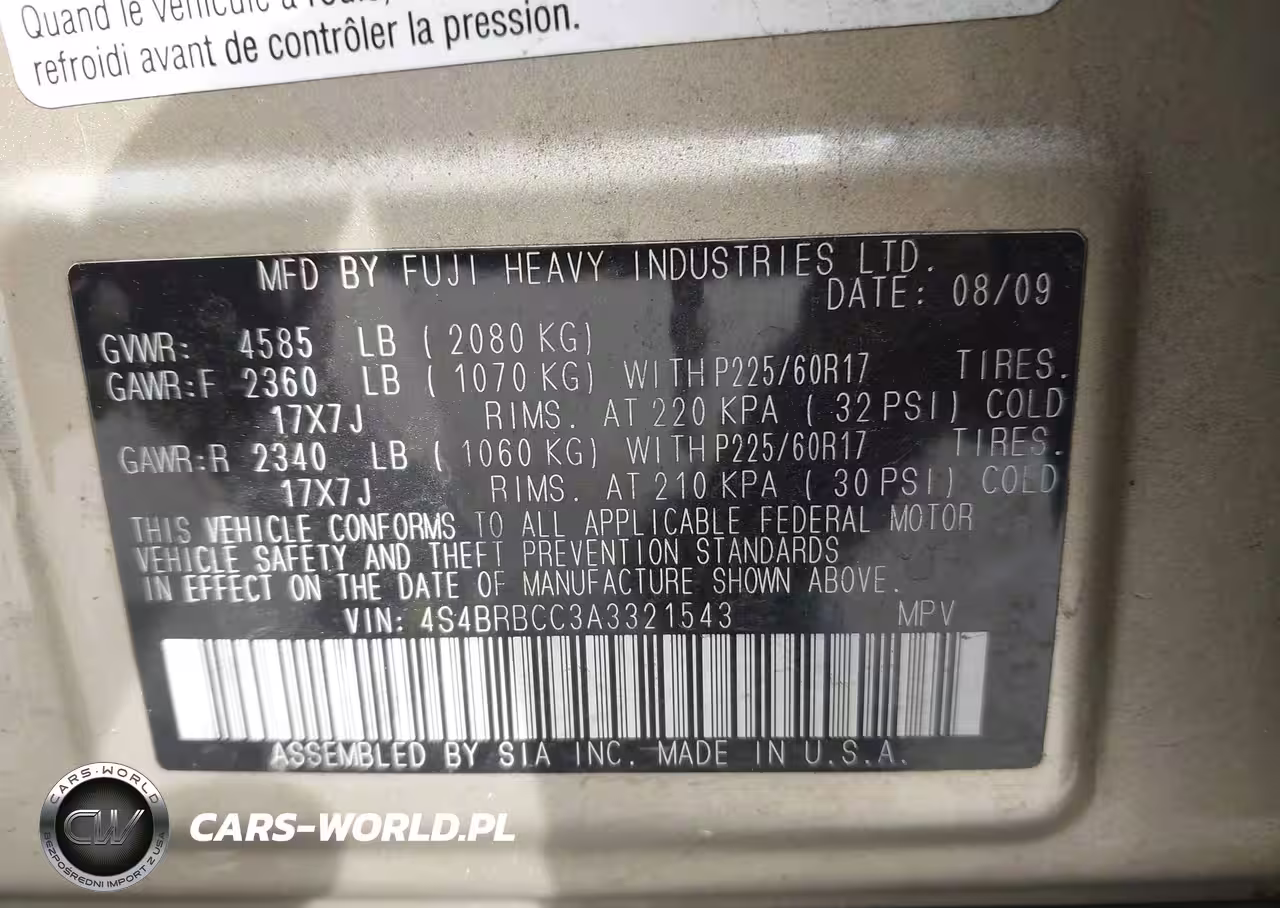 Quand le véhicule a roulé,
refroidi avant de contrôler la pression.
MFD BY FUJI HEAVY INDUSTRIES LTD.
DATE: 08/09
GVWR: 4585 LB ( 2080 KG)
GAWR:F 2360 LB ( 1070 KG) WITH P225/60R17 TIRES.
17X7J RIMS. AT 220 KPA ( 32 PSI) COLD
GAWR:R 2340 LB ( 1060 KG) WITH P225/60R17 TIRES.
17X7J RIMS. AT 210 KPA ( 30 PSI) COLD
THIS VEHICLE CONFORMS TO ALL APPLICABLE FEDERAL MOTOR
VEHICLE SAFETY AND THEFT PREVENTION STANDARDS
IN EFFECT ON THE DATE OF MANUFACTURE SHOWN ABOVE.
VIN: 4S4BRBCC3A3321543 MPV
ASSEMBLED BY SIA INC. MADE IN U.S.A.
CARS-WORLD
CW
BEZPOŚREDNI IMPORT Z USA
CARS-WORLD.PL